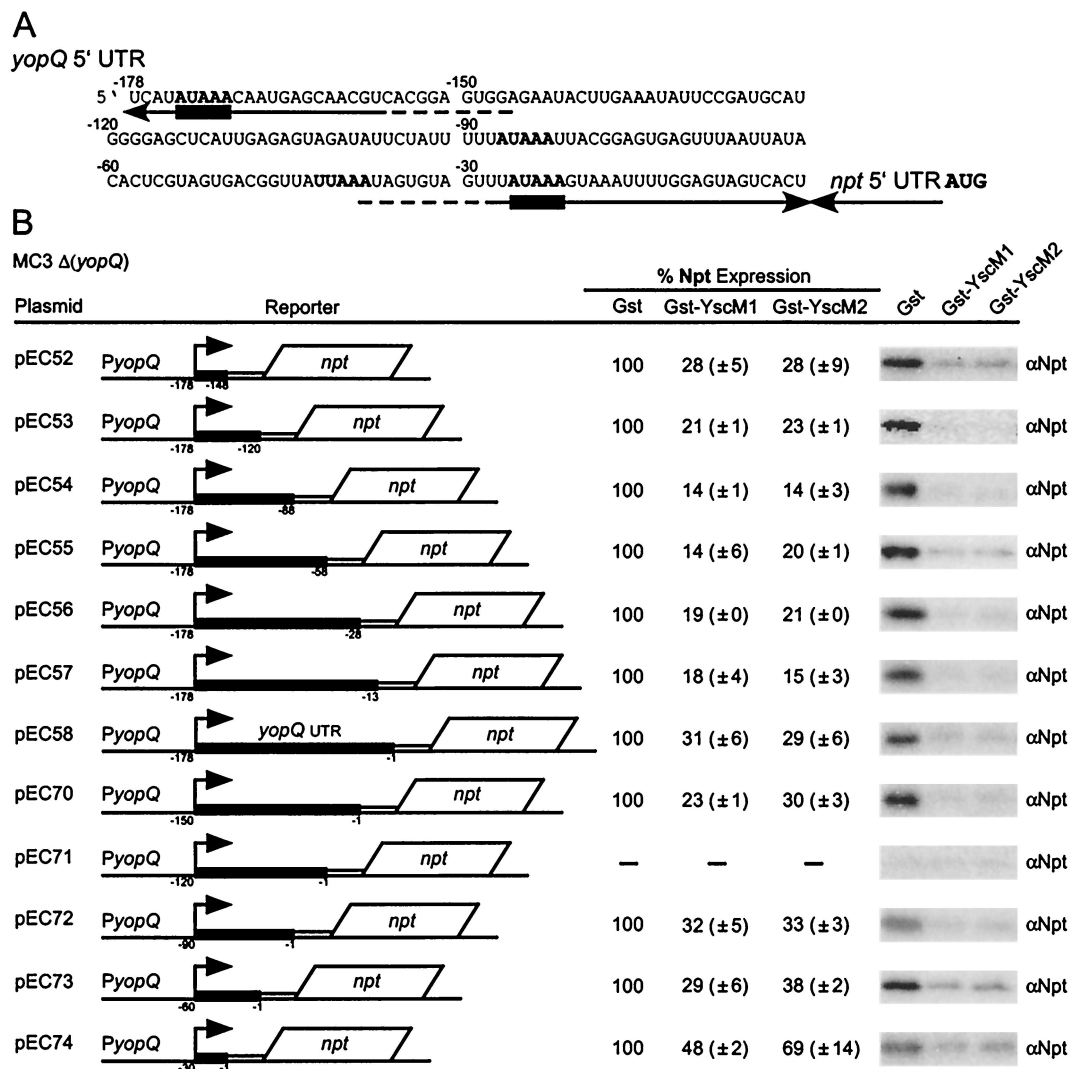 A
yopQ 5' UTR
-178 -150
5' UCAUAUAAACAAUGAGCAACGUCACGGA GUGGAGAAUACUUGAAAUAUUCCGAUGCAU
-120 -90
GGGGAGCUCAUUGAGAGUAGAUAUUCUAUU UUUAUAAAUUACGGAGUGAGUUUAAUUAUA
-60 -30
CACUCGUAGUGACGGUUAUUAAAUAGUGUA GUUUAUAAAGUAAAUUUUGGAGUAGUCACU npt 5' UTR AUG
B
MC3 Δ(yopQ)
% Npt Expression
Plasmid Reporter Gst Gst-YscM1 Gst-YscM2 Gst Gst-YscM1 Gst-YscM2
pEC52 PyopQ npt 100 28 (±5) 28 (±9) αNpt
-178 -148
pEC53 PyopQ npt 100 21 (±1) 23 (±1) αNpt
-178 -120
pEC54 PyopQ npt 100 14 (±1) 14 (±3) αNpt
-178 -88
pEC55 PyopQ npt 100 14 (±6) 20 (±1) αNpt
-178 -58
pEC56 PyopQ npt 100 19 (±0) 21 (±0) αNpt
-178 -28
pEC57 PyopQ npt 100 18 (±4) 15 (±3) αNpt
-178 -13
pEC58 PyopQ yopQ UTR npt 100 31 (±6) 29 (±6) αNpt
-178 -1
pEC70 PyopQ npt 100 23 (±1) 30 (±3) αNpt
-150 -1
pEC71 PyopQ npt – – – αNpt
-120 -1
pEC72 PyopQ npt 100 32 (±5) 33 (±3) αNpt
-90 -1
pEC73 PyopQ npt 100 29 (±6) 38 (±2) αNpt
-60 -1
pEC74 PyopQ npt 100 48 (±2) 69 (±14) αNpt
-30 -1